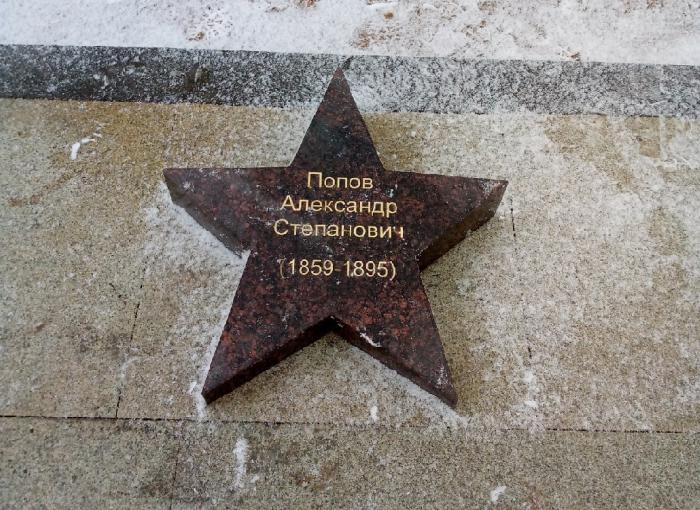 Попов
Александр
Степанович
(1859-1895)